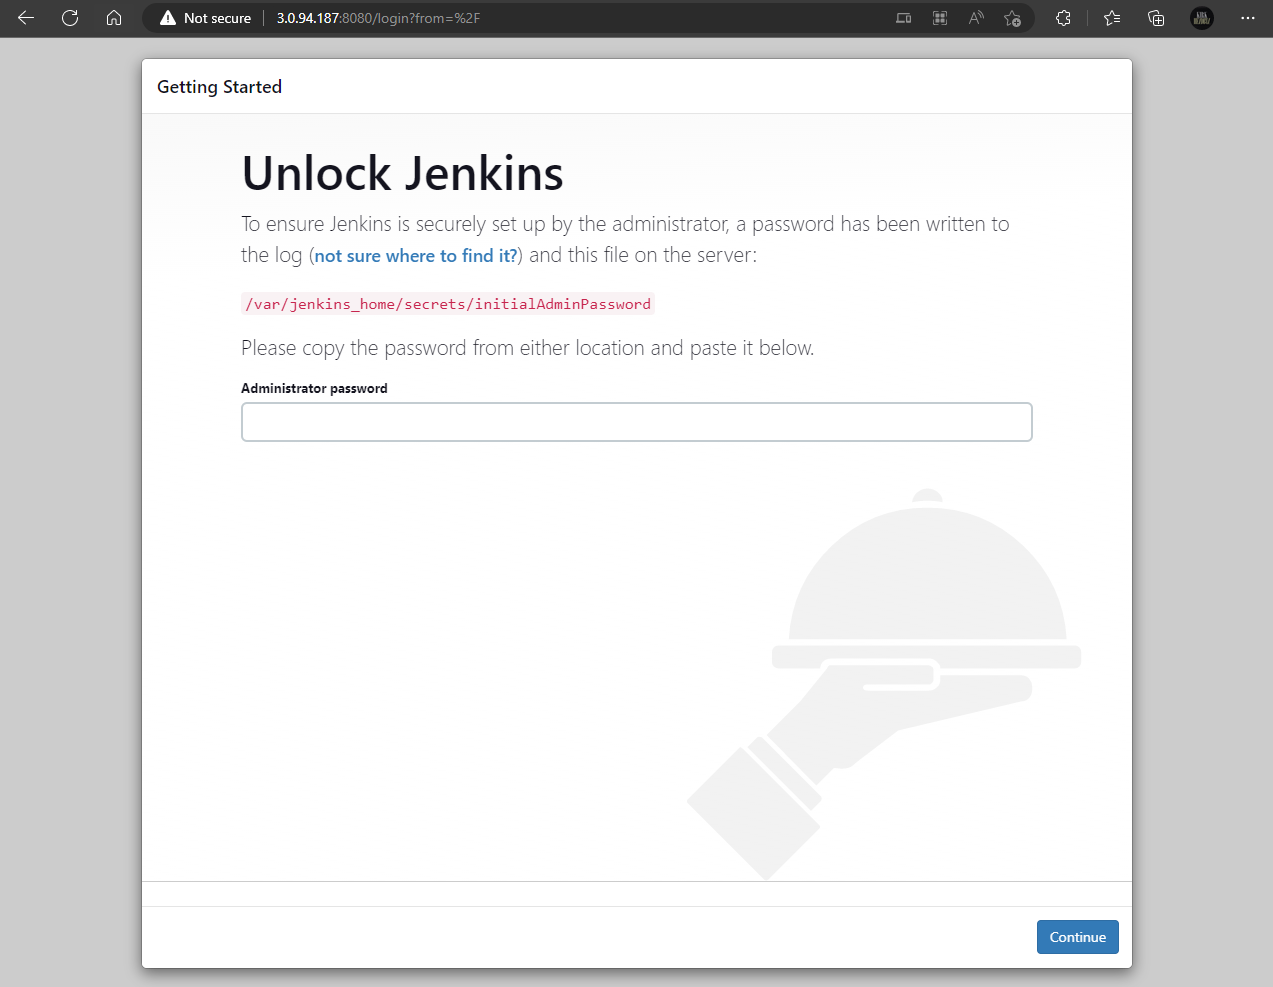 Not secure
3.0.94.187:8080/login?from=%2F
Getting Started
Unlock Jenkins
To ensure Jenkins is securely set up by the administrator, a password has been written to
the log (not sure where to find it?) and this file on the server:
/var/jenkins_home/secrets/initialAdminPassword
Please copy the password from either location and paste it below.
Administrator password
Continue